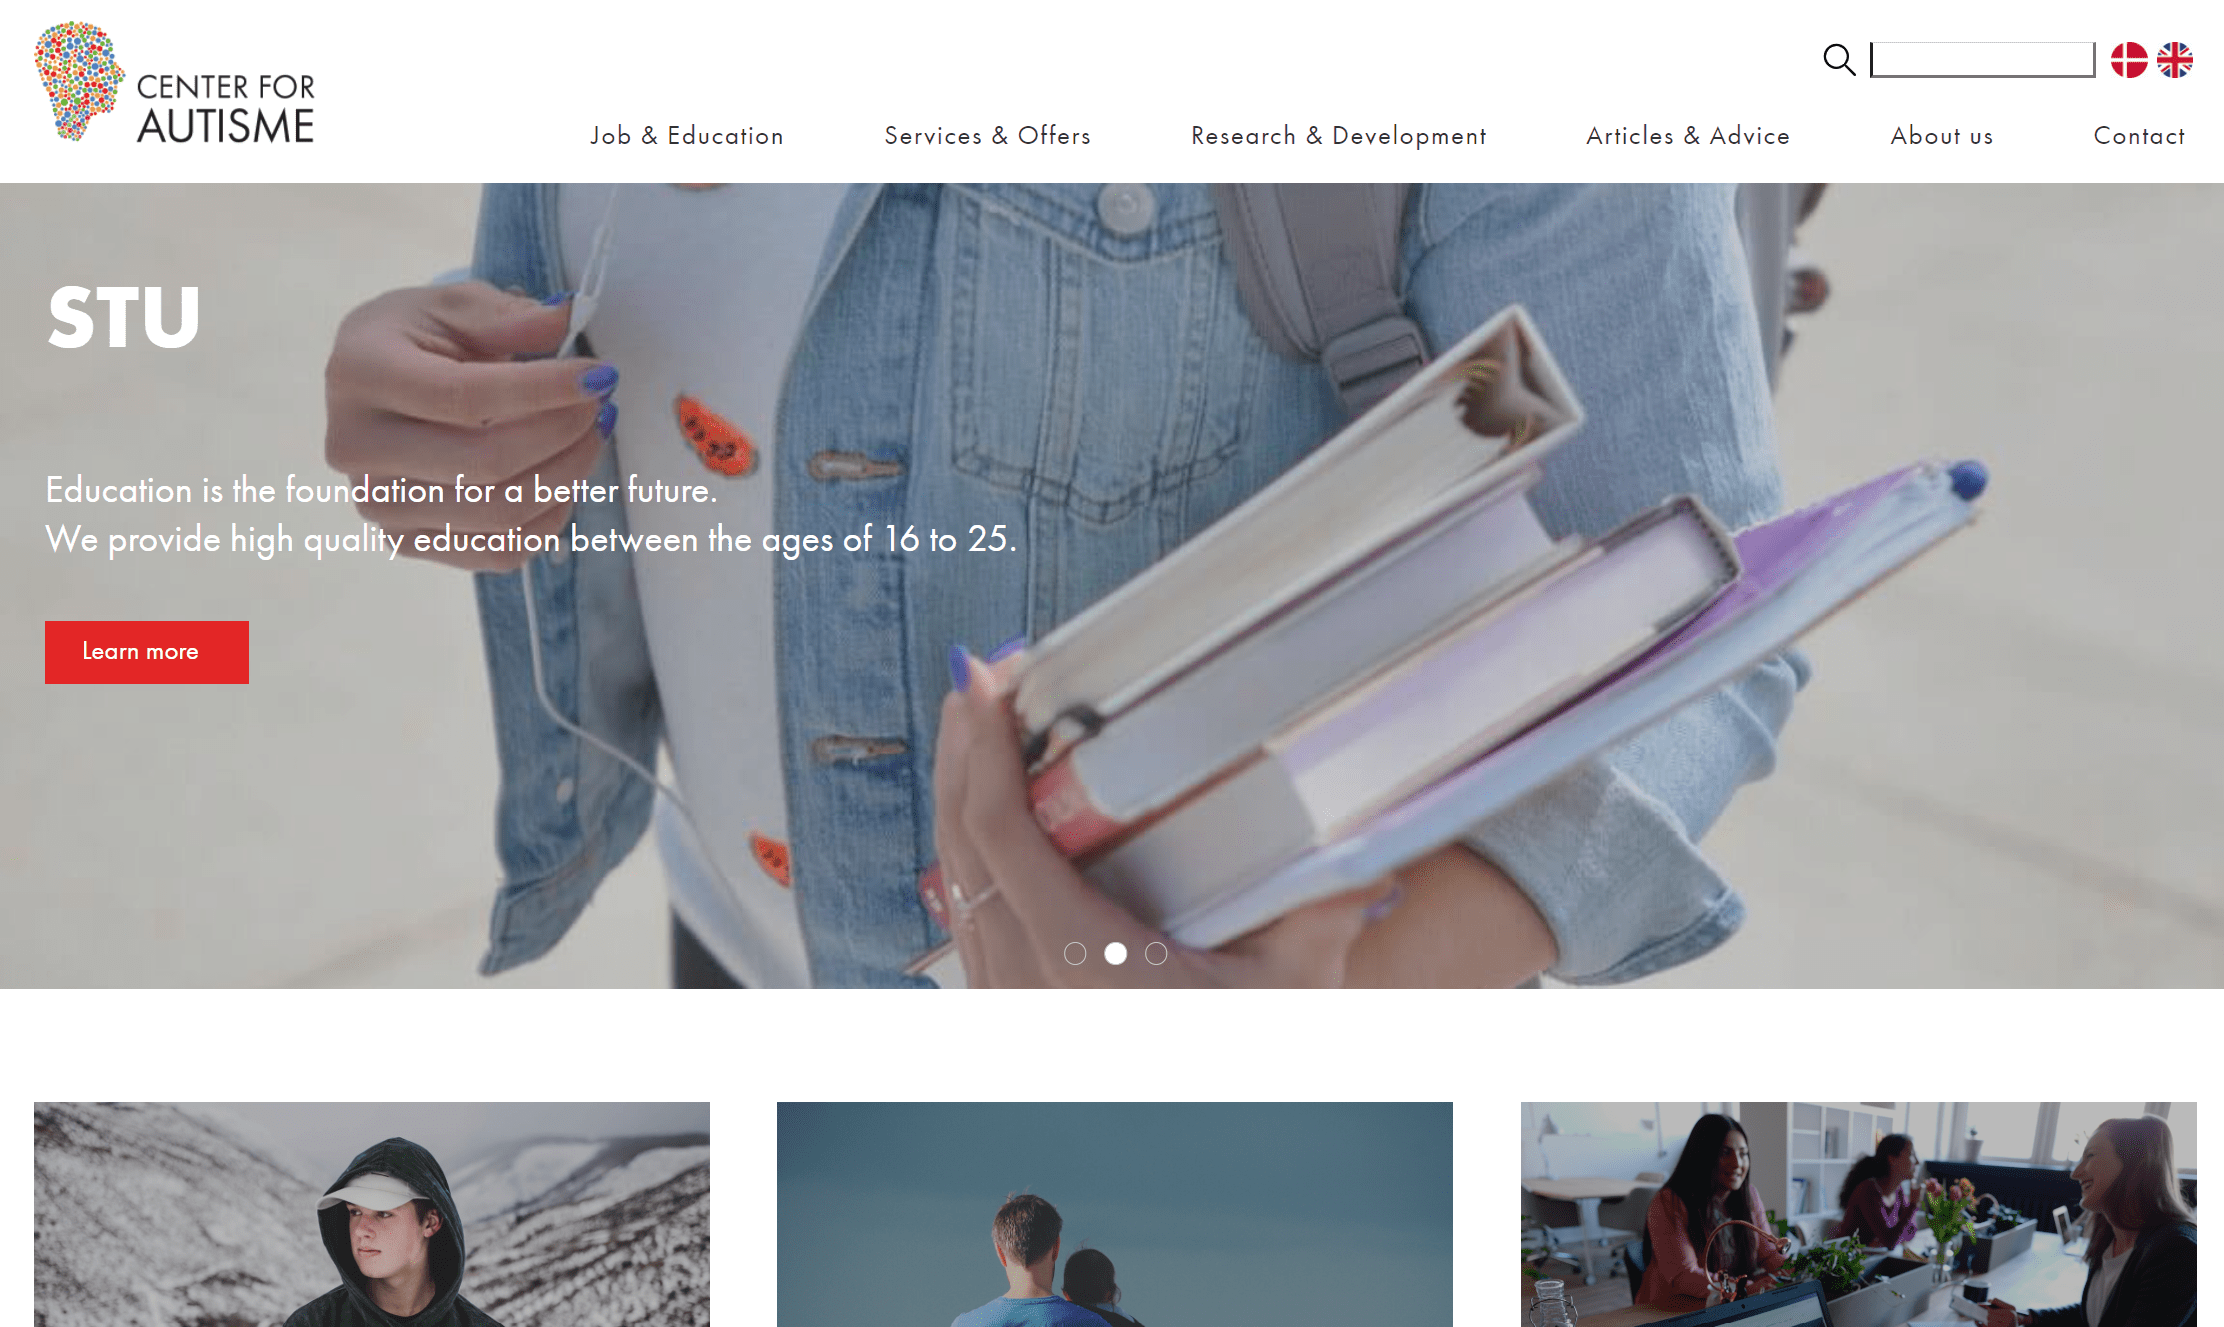 CENTER FOR
AUTISME
Job & Education
Services & Offers
Research & Development
Articles & Advice
About us
Contact
STU
Education is the foundation for a better future.
We provide high quality education between the ages of 16 to 25.
Learn more